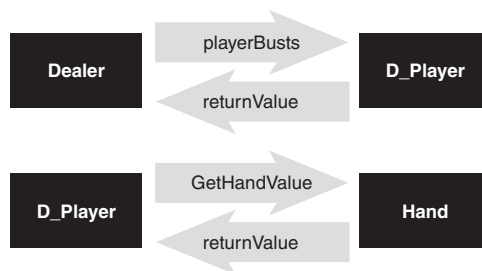 playerBusts
Dealer
D_Player
returnValue
GetHandValue
D_Player
Hand
returnValue